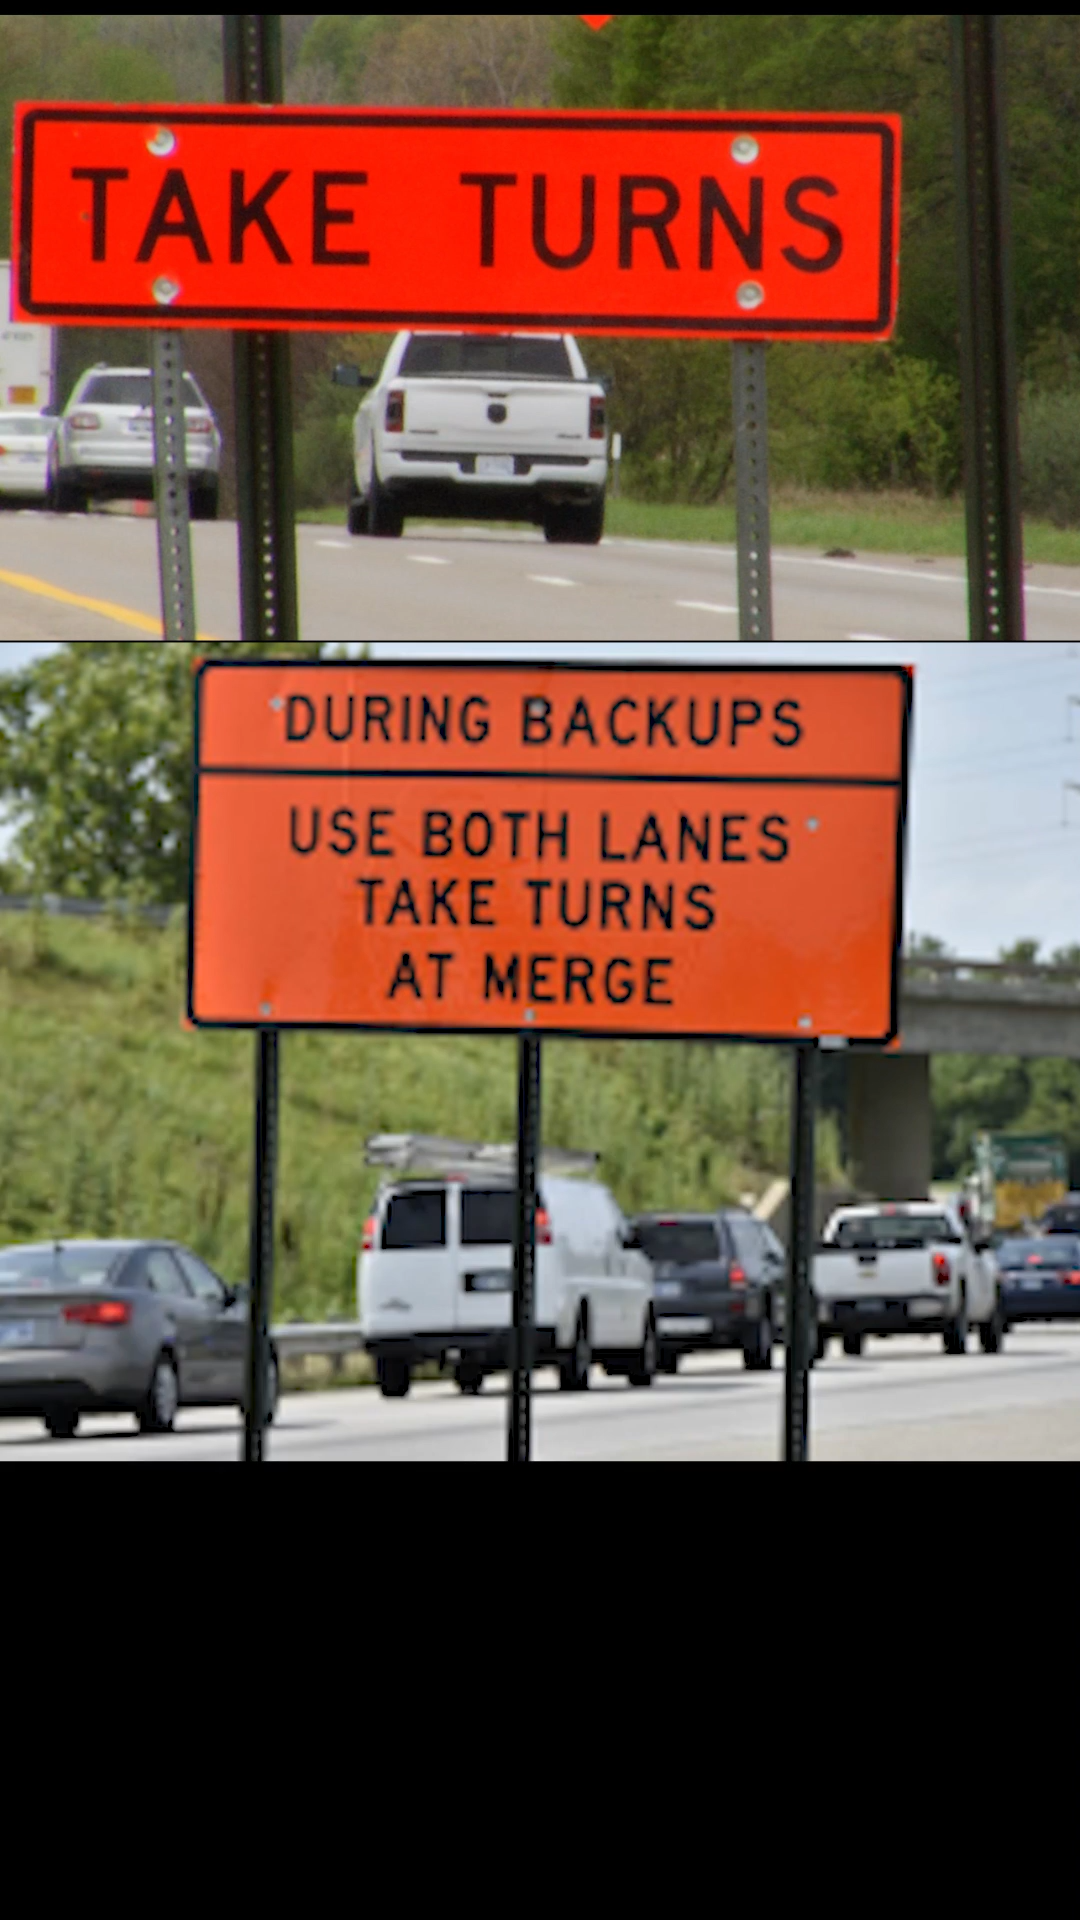 TAKE TURNS
DURING BACKUPS
USE BOTH LANES
TAKE TURNS
AT MERGE